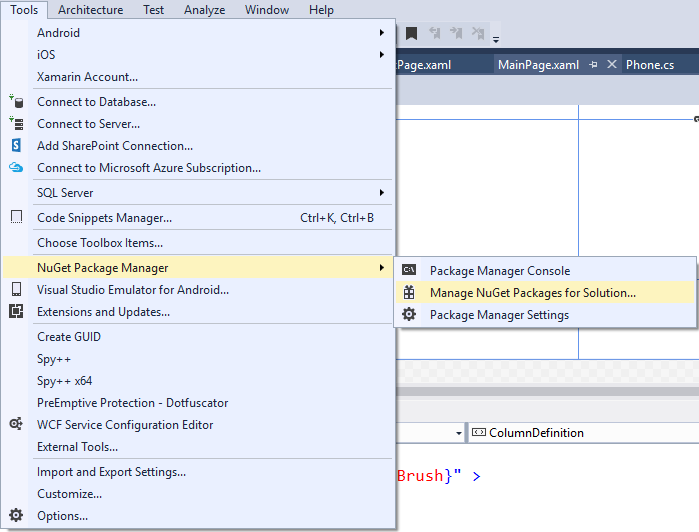 Tools Architecture Test Analyze Window Help
Android
iOS
tPage.xaml MainPage.xaml Phone.cs
Xamarin Account...
Connect to Database...
Connect to Server...
Add SharePoint Connection...
Connect to Microsoft Azure Subscription...
SQL Server
Code Snippets Manager... Ctrl+K, Ctrl+B
Choose Toolbox Items...
NuGet Package Manager
Package Manager Console
Manage NuGet Packages for Solution...
Package Manager Settings
Visual Studio Emulator for Android...
Extensions and Updates...
Create GUID
Spy++
Spy++ x64
PreEmptive Protection - Dotfuscator
WCF Service Configuration Editor
ColumnDefinition
External Tools...
Import and Export Settings...
Brush}" >
Customize...
Options...